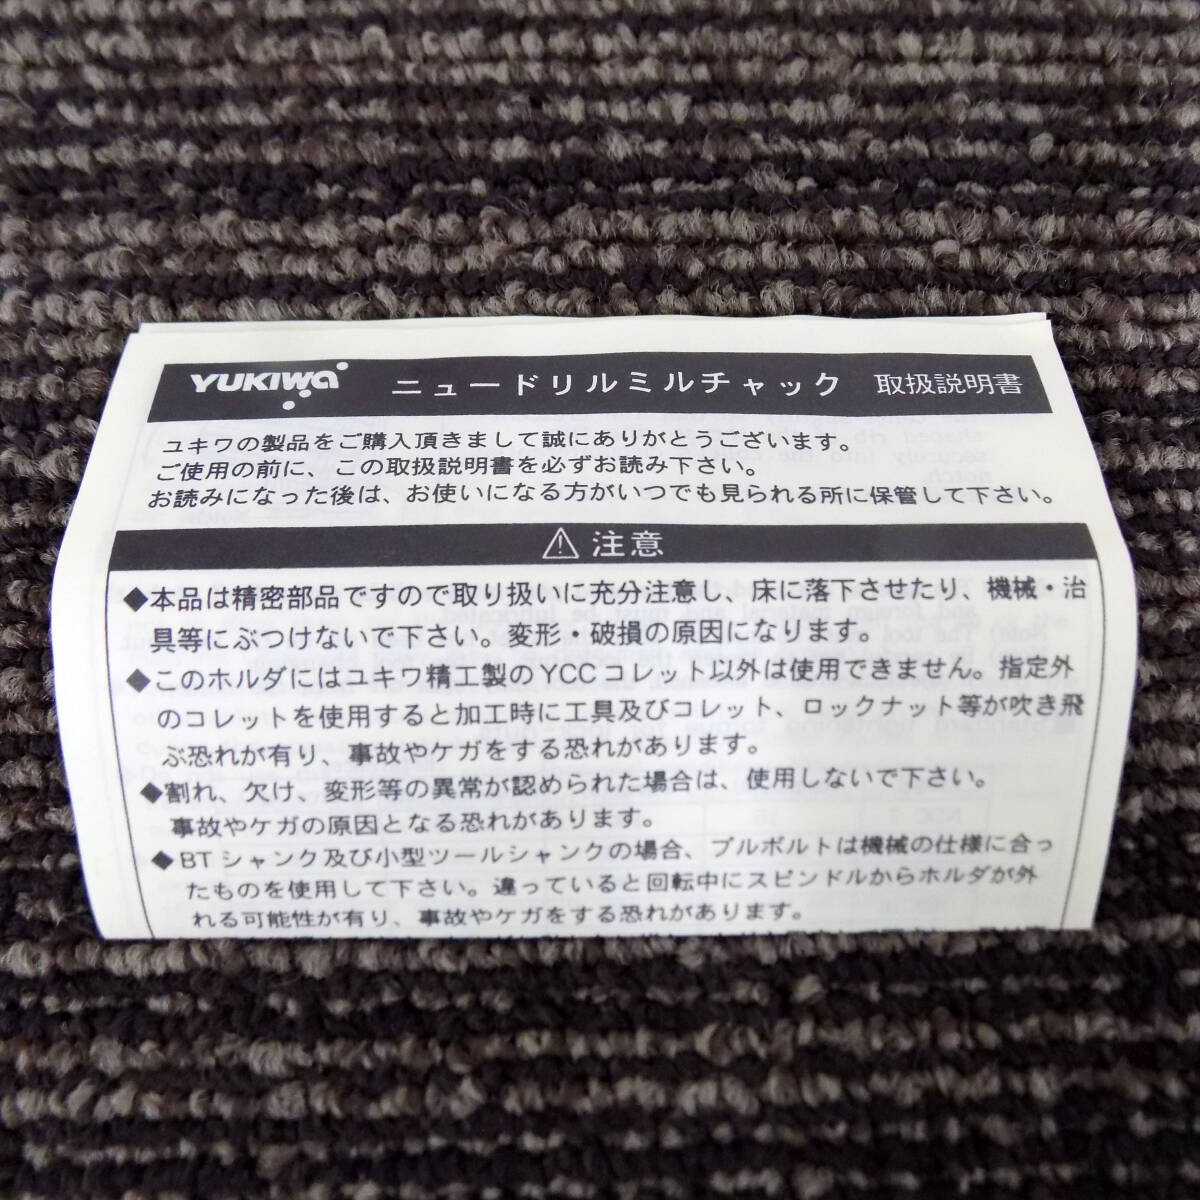 YUKIWA ニュードリルミルチャック 取扱説明書
ユキワの製品をご購入頂きまして誠にありがとうございます。
ご使用の前に、この取扱説明書を必ずお読み下さい。
お読みになった後は、お使いになる方がいつでも見られる所に保管して下さい。
⚠ 注意
◆本品は精密部品ですので取り扱いに充分注意し、床に落下させたり、機械・治
具等にぶつけないで下さい。変形・破損の原因になります。
◆このホルダにはユキワ精工製のYCCコレット以外は使用できません。指定外
のコレットを使用すると加工時に工具及びコレット、ロックナット等が吹き飛
ぶ恐れが有り、事故やケガをする恐れがあります。
◆割れ、欠け、変形等の異常が認められた場合は、使用しないで下さい。
事故やケガの原因となる恐れがあります。
◆BTシャンク及び小型ツールシャンクの場合、プルボルトは機械の仕様に合っ
たものを使用して下さい。違っていると回転中にスピンドルからホルダが外
れる可能性が有り、事故やケガをする恐れがあります。